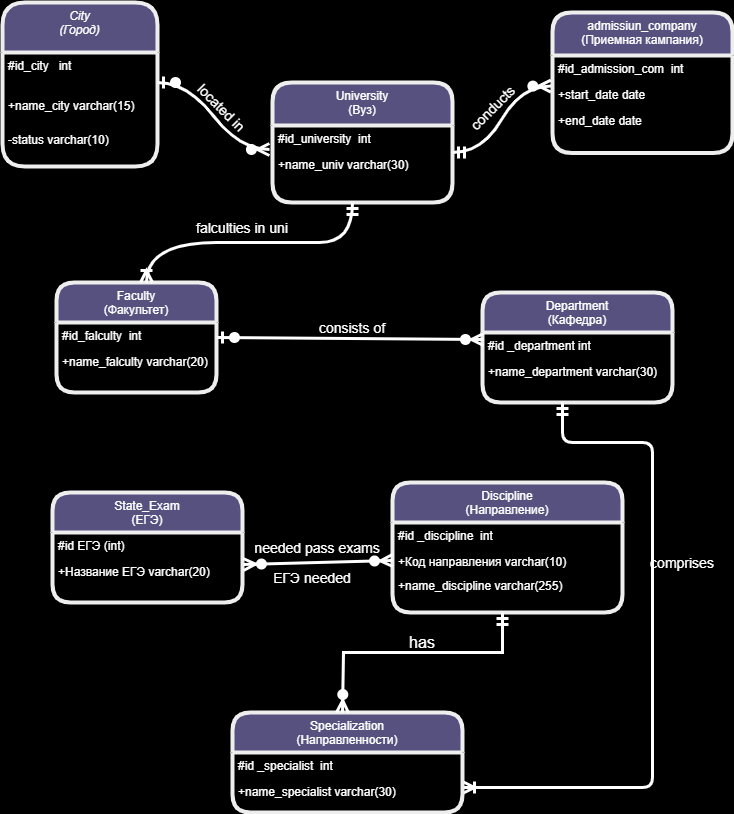 City
(Город)
#id_city int
+name_city varchar(15)
-status varchar(10)
located in
University
(Вуз)
#id_university int
+name_univ varchar(30)
conducts
admissiun_company
(Приемная кампания)
#id_admission_com int
+start_date date
+end_date date
falculties in uni
Faculty
(Факультет)
#id_falculty int
+name_falculty varchar(20)
consists of
Department
(Кафедра)
#id _department int
+name_department varchar(30)
State_Exam
(ЕГЭ)
#id ЕГЭ (int)
+Название ЕГЭ varchar(20)
needed pass exams
ЕГЭ needed
Discipline
(Направление)
#id _discipline int
+Код направления varchar(10)
+name_discipline varchar(255)
comprises
has
Specialization
(Направленности)
#id _specialist int
+name_specialist varchar(30)